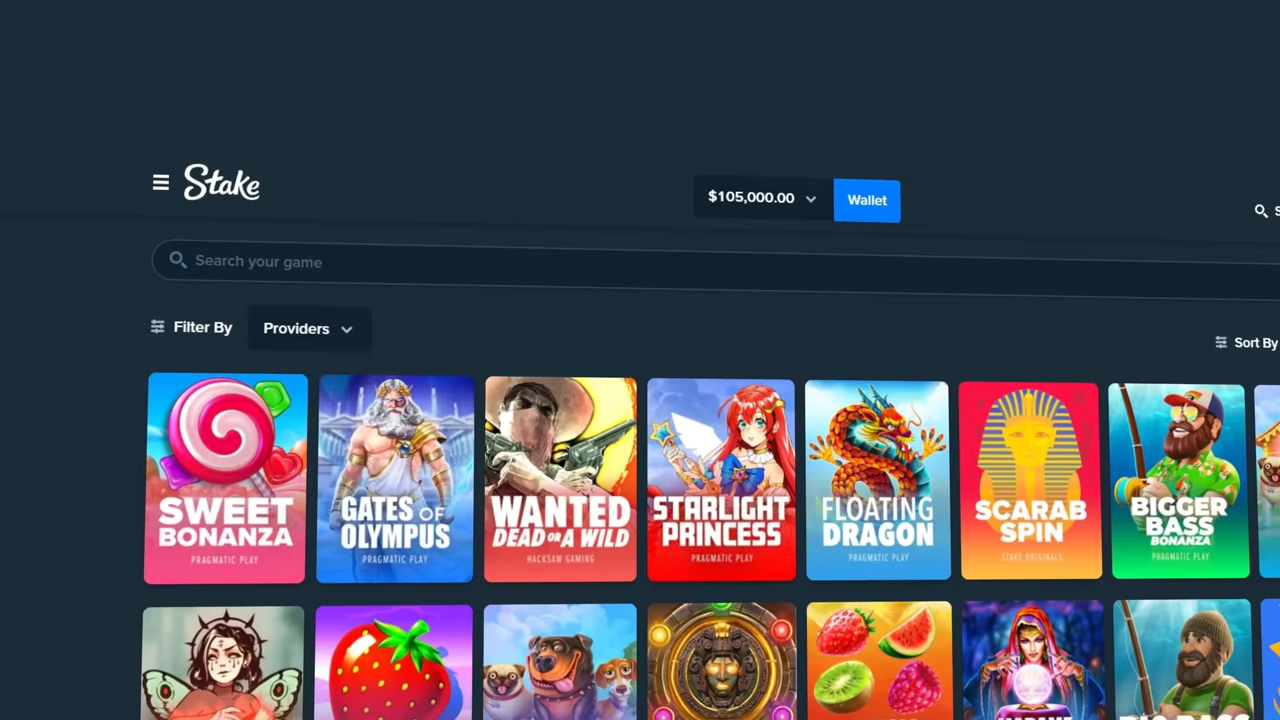 Stake
$105,000.00
Wallet
Search your game
Filter By
Providers
Sort By
SWEET
BONANZA
PRAGMATIC PLAY
GATES OF
OLYMPUS
PRAGMATIC PLAY
WANTED
DEAD OR A WILD
HACKSAW GAMING
STARLIGHT
PRINCESS
PRAGMATIC PLAY
FLOATING
DRAGON
PRAGMATIC PLAY
SCARAB
SPIN
STAKE ORIGINALS
BIGGER
BASS
BONANZA
PRAGMATIC PLAY